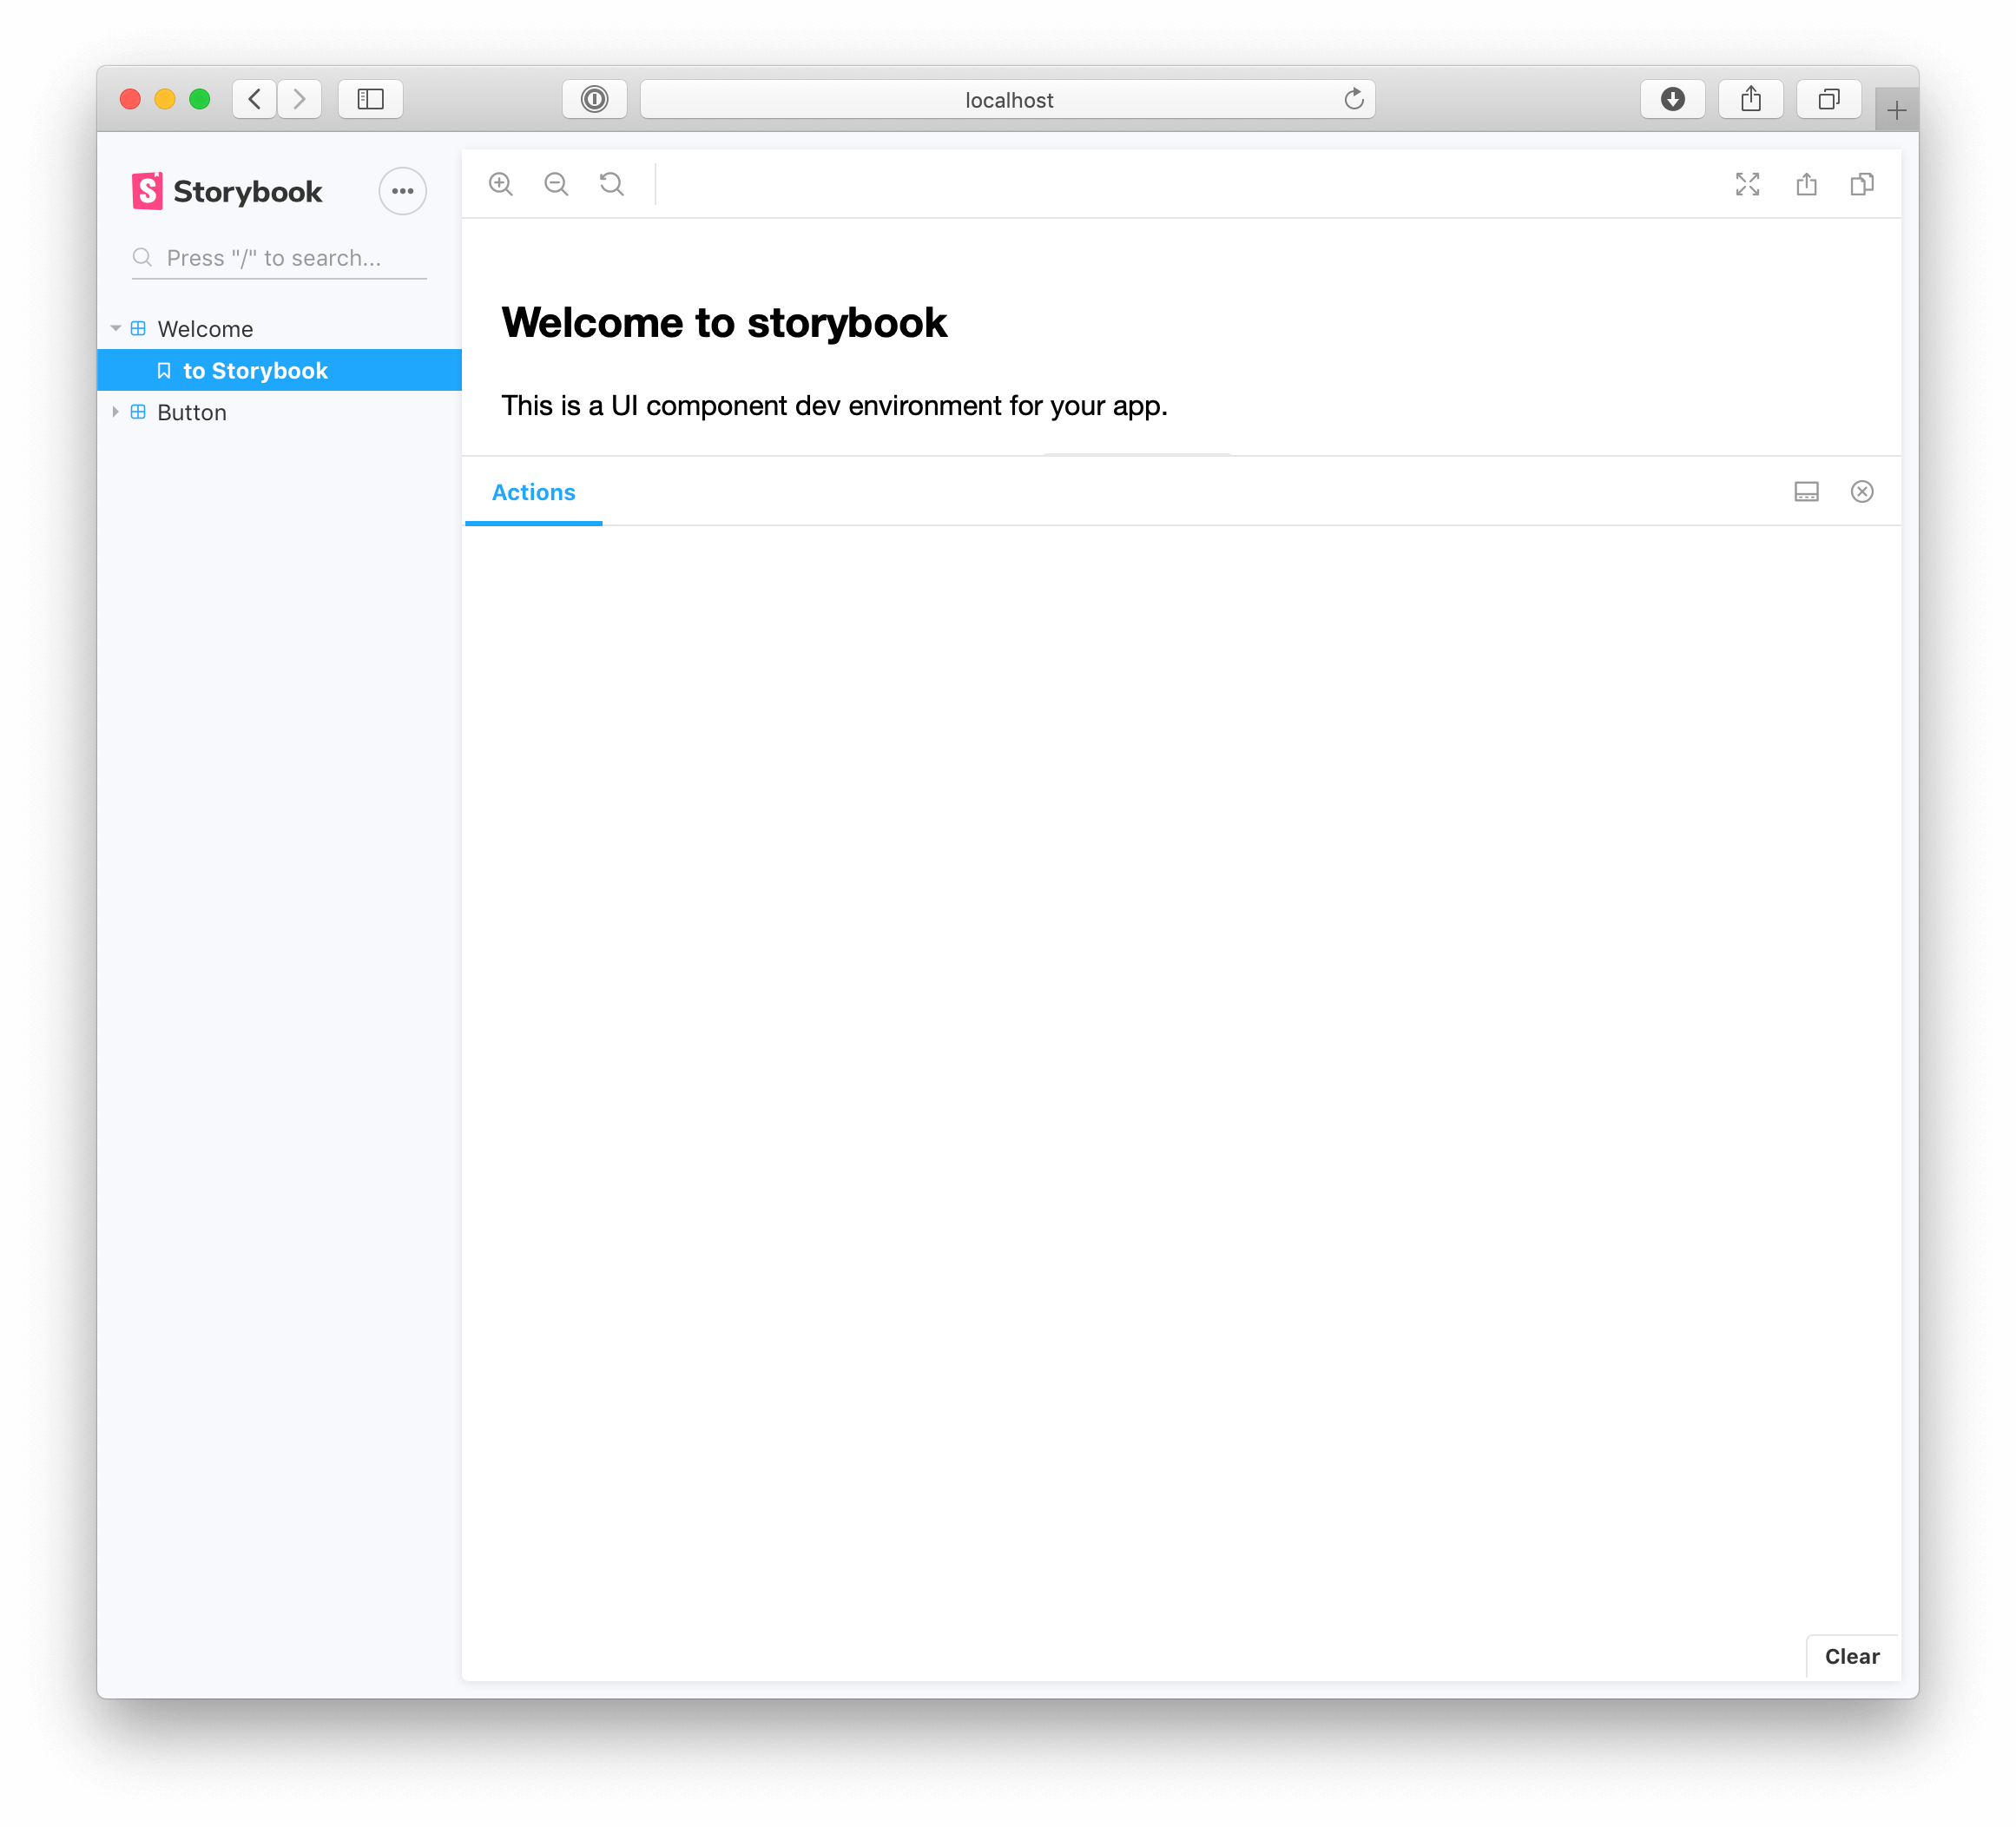 localhost
Storybook
Press "/" to search...
Welcome
to Storybook
Button
Welcome to storybook
This is a UI component dev environment for your app.
Actions
Clear